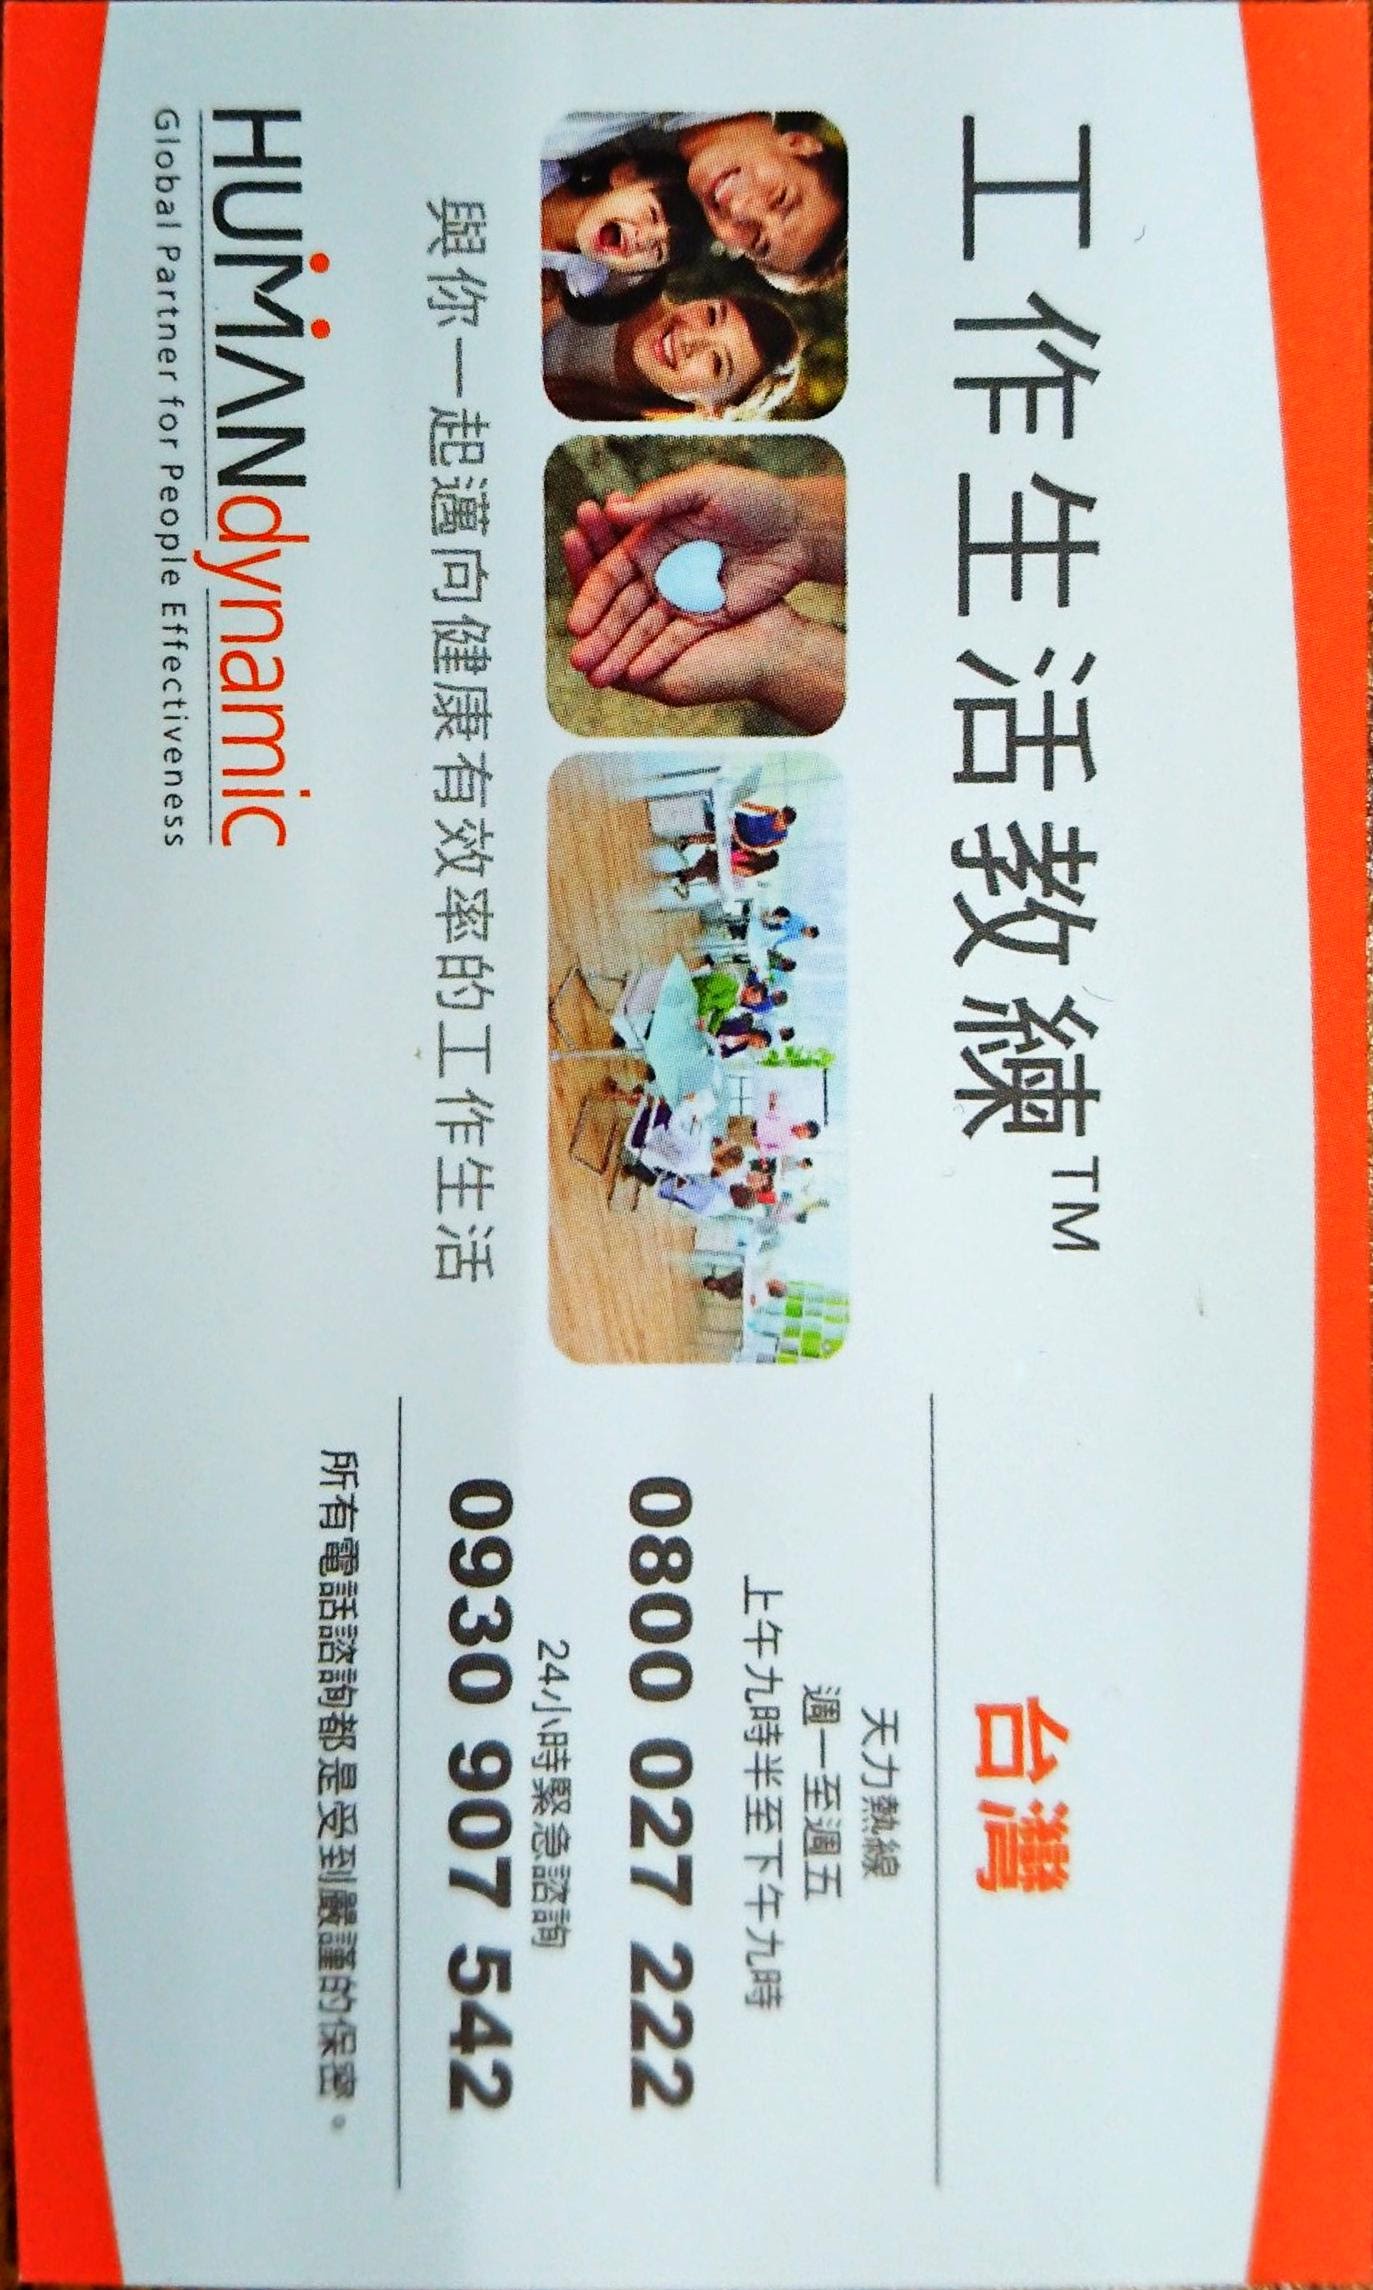 工作生活教練™
與你一起邁向健康有效率的工作生活
HUMANdynamic
Global Partner for People Effectiveness
台灣
天力熱線
週一至週五
上午九時半至下午九時
0800 027 222
24小時緊急諮詢
0930 907 542
所有電話諮詢都是受到嚴謹的保密。